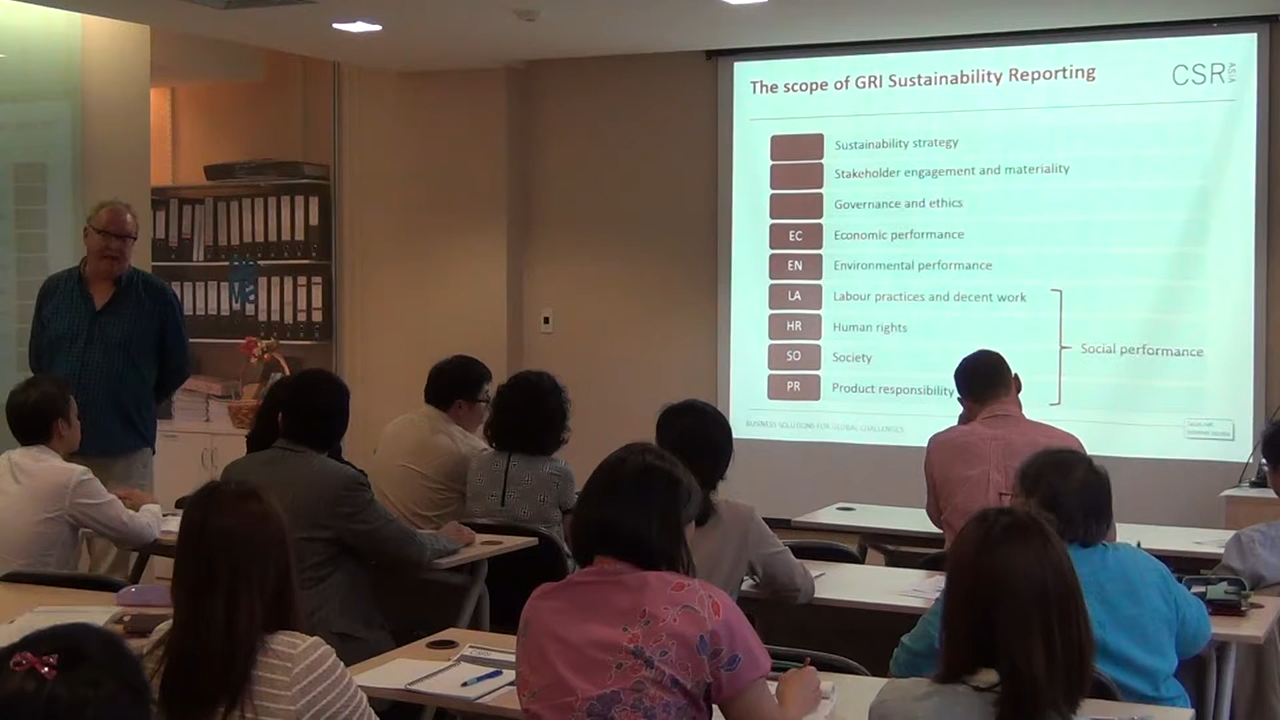 The scope of GRI Sustainability Reporting
CSR ASIA
Sustainability strategy
Stakeholder engagement and materiality
Governance and ethics
EC Economic performance
EN Environmental performance
LA Labour practices and decent work
HR Human rights
SO Society
PR Product responsibility
Social performance
BUSINESS SOLUTIONS FOR GLOBAL CHALLENGES